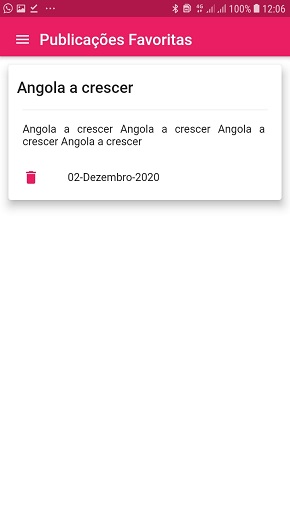 100% 12:06
Publicações Favoritas
Angola a crescer
Angola a crescer Angola a crescer Angola a
crescer Angola a crescer
02-Dezembro-2020